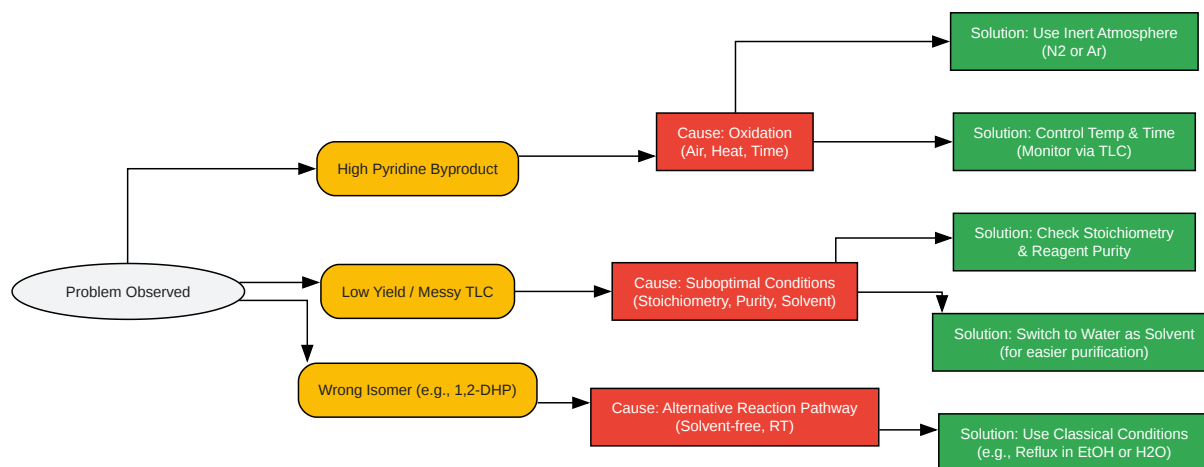 Problem Observed
High Pyridine Byproduct
Cause: Oxidation
(Air, Heat, Time)
Solution: Use Inert Atmosphere
(N2 or Ar)
Solution: Control Temp & Time
(Monitor via TLC)
Low Yield / Messy TLC
Cause: Suboptimal Conditions
(Stoichiometry, Purity, Solvent)
Solution: Check Stoichiometry
& Reagent Purity
Solution: Switch to Water as Solvent
(for easier purification)
Wrong Isomer (e.g., 1,2-DHP)
Cause: Alternative Reaction Pathway
(Solvent-free, RT)
Solution: Use Classical Conditions
(e.g., Reflux in EtOH or H2O)